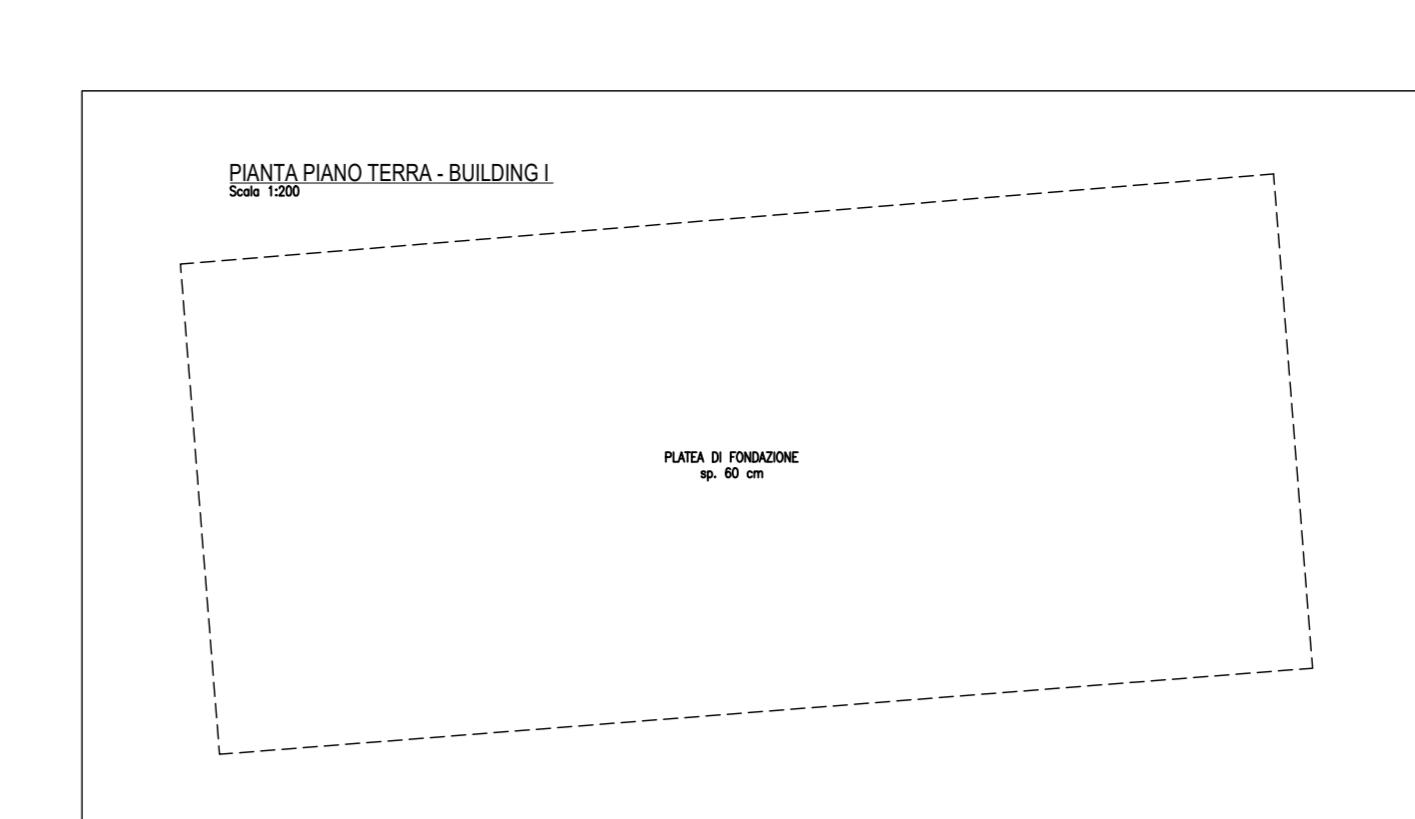 PIANTA PIANO TERRA - BUILDING I
Scala 1:200
PLATEA DI FONDAZIONE
sp. 60 cm